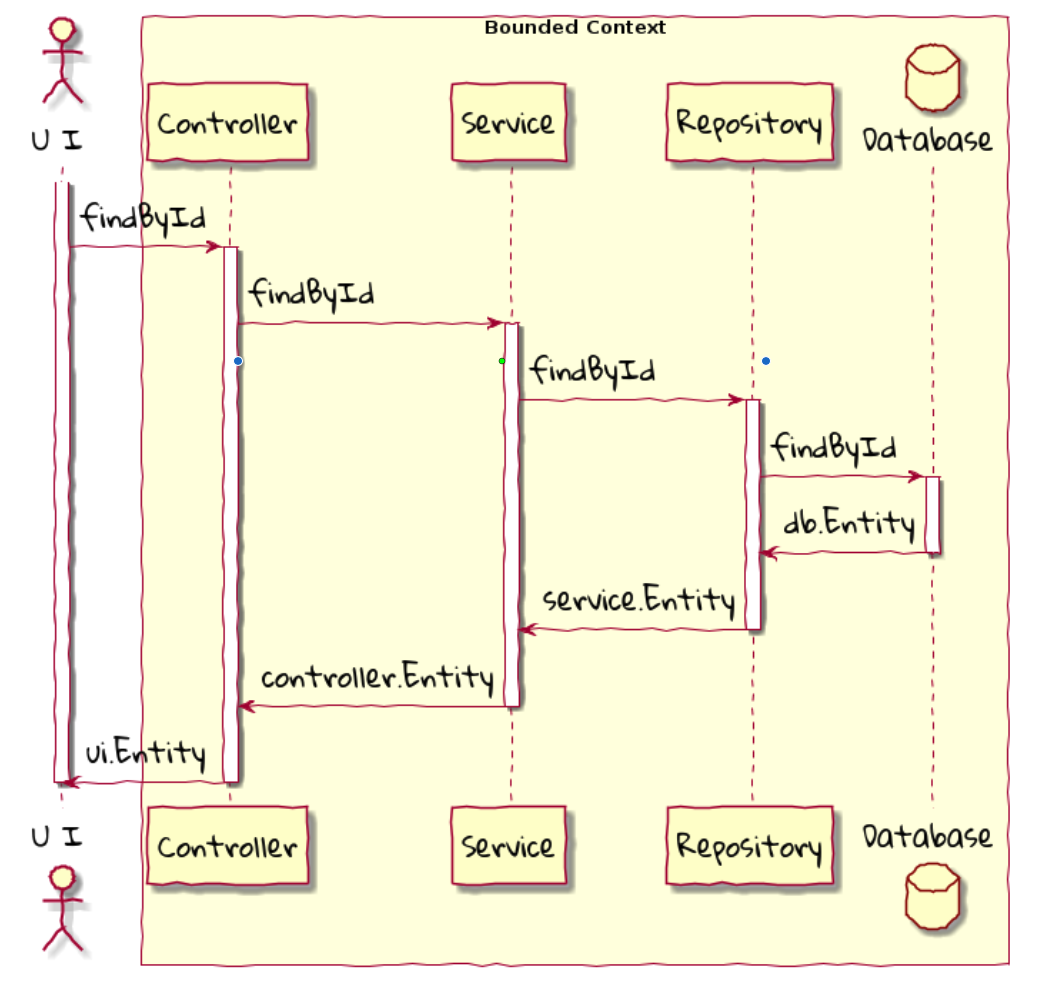 Bounded Context
U I
Controller
Service
Repository
Database
findById
findById
findById
findById
db.Entity
service.Entity
controller.Entity
ui.Entity
U I
Controller
Service
Repository
Database